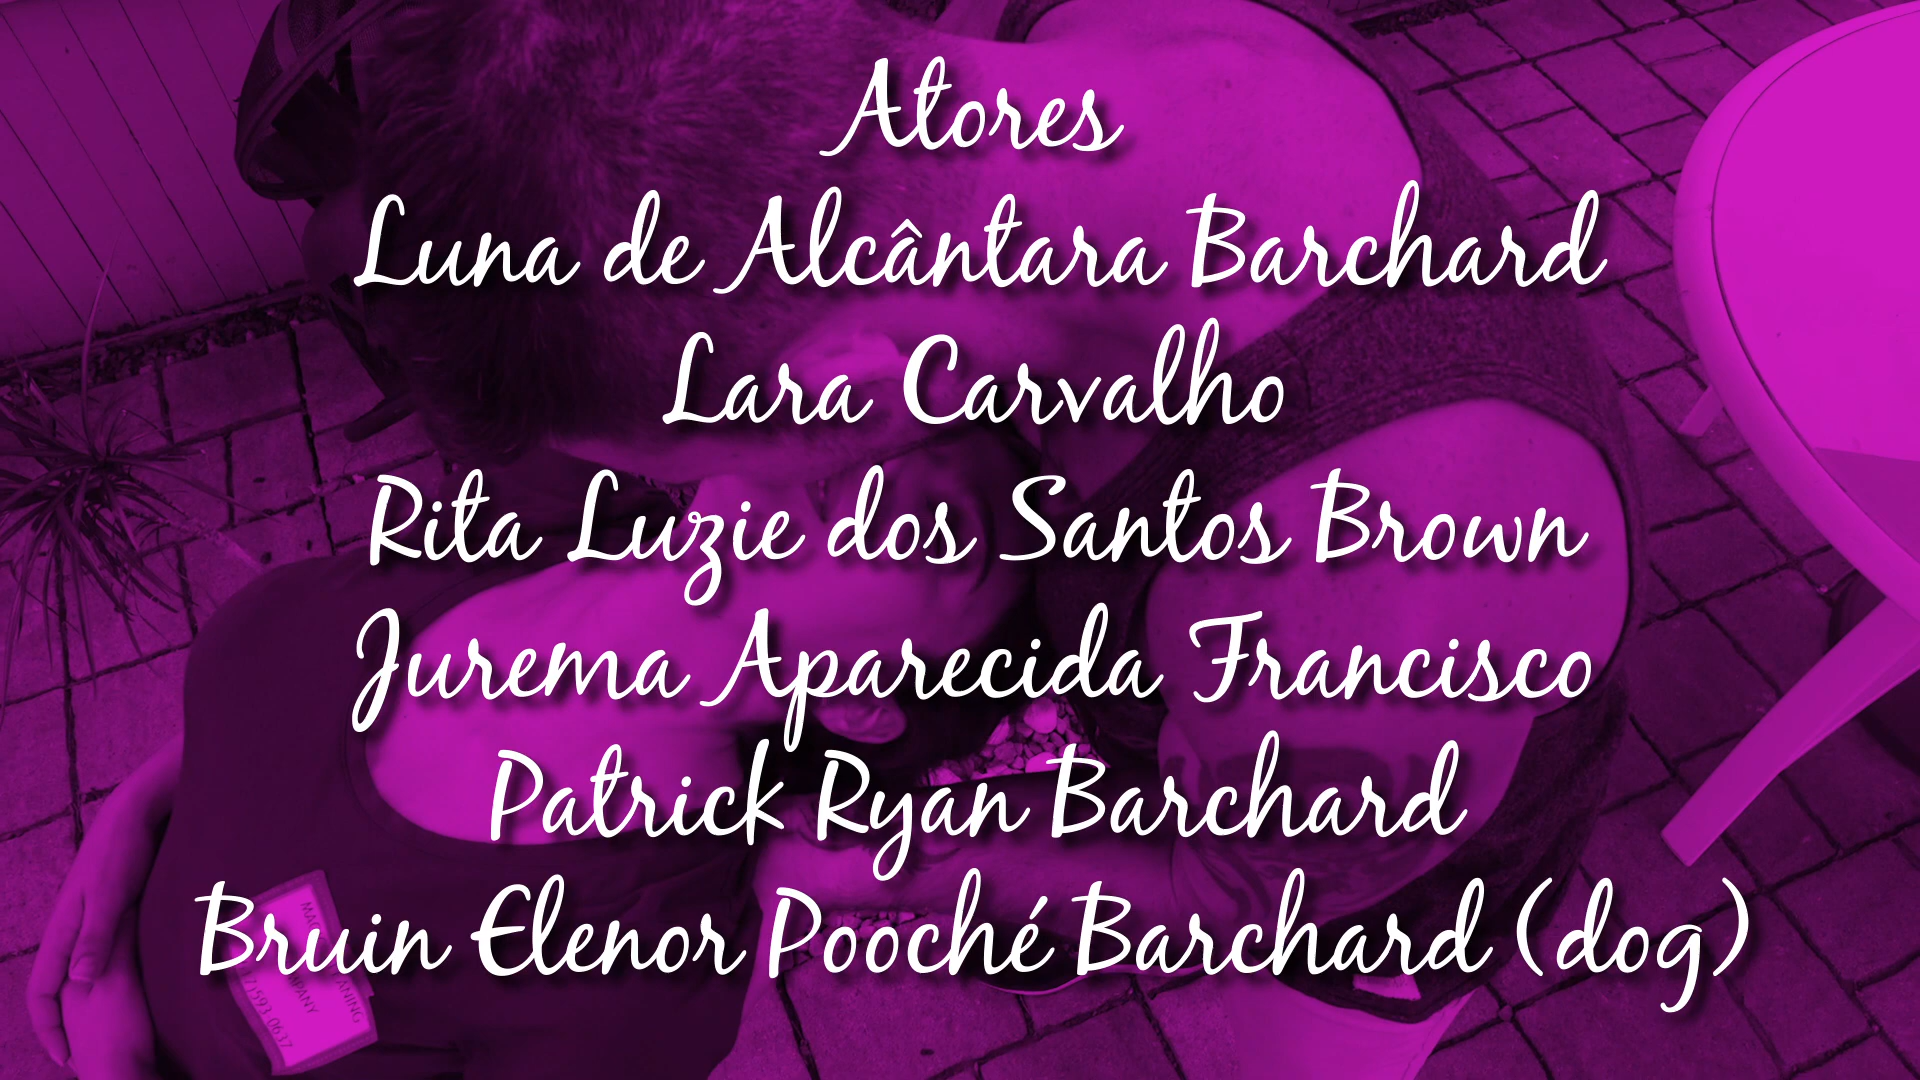 Atores
Luna de Alcântara Barchard
Lara Carvalho
Rita Luzie dos Santos Brown
Jurema Aparecida Francisco
Patrick Ryan Barchard
Bruin Elenor Pooché Barchard (dog)